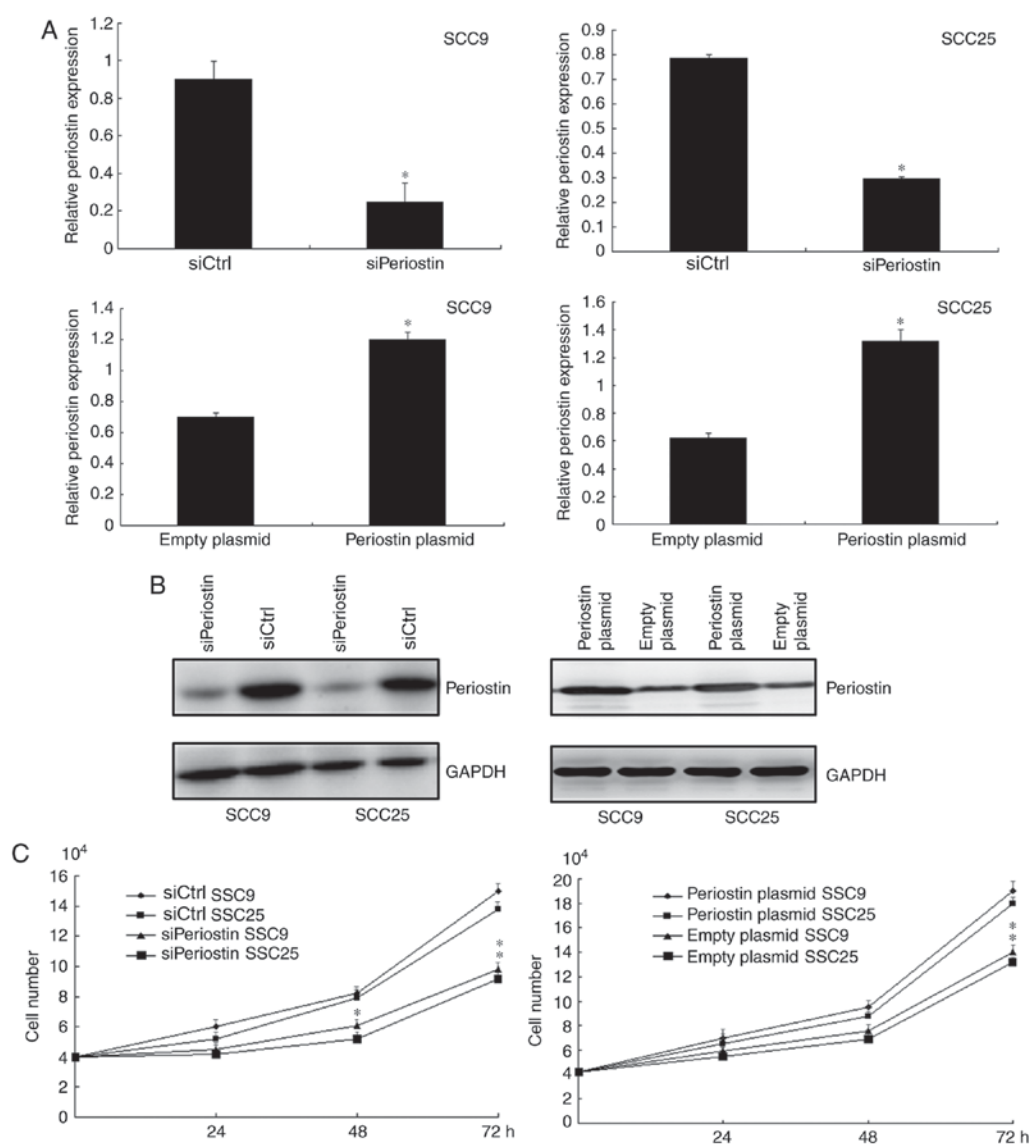 A
SCC9
Relative periostin expression
1.2
1
0.8
0.6
0.4
0.2
0
*
siCtrl
siPeriostin
SCC25
Relative periostin expression
0.9
0.8
0.7
0.6
0.5
0.4
0.3
0.2
0.1
0
*
siCtrl
siPeriostin
SCC9
Relative periostin expression
1.4
1.2
1
0.8
0.6
0.4
0.2
0
*
Empty plasmid
Periostin plasmid
SCC25
Relative periostin expression
1.6
1.4
1.2
1
0.8
0.6
0.4
0.2
0
*
Empty plasmid
Periostin plasmid
B
siPeriostin
siCtrl
siPeriostin
siCtrl
Periostin
GAPDH
SCC9
SCC25
Periostin
plasmid
Empty
plasmid
Periostin
plasmid
Empty
plasmid
Periostin
GAPDH
SCC9
SCC25
C
10⁴
Cell number
16
14
12
10
8
6
4
2
0
siCtrl SSC9
siCtrl SSC25
siPeriostin SSC9
siPeriostin SSC25
*
*
*
24
48
72 h
10⁴
Cell number
20
18
16
14
12
10
8
6
4
2
0
Periostin plasmid SSC9
Periostin plasmid SSC25
Empty plasmid SSC9
Empty plasmid SSC25
*
*
24
48
72 h